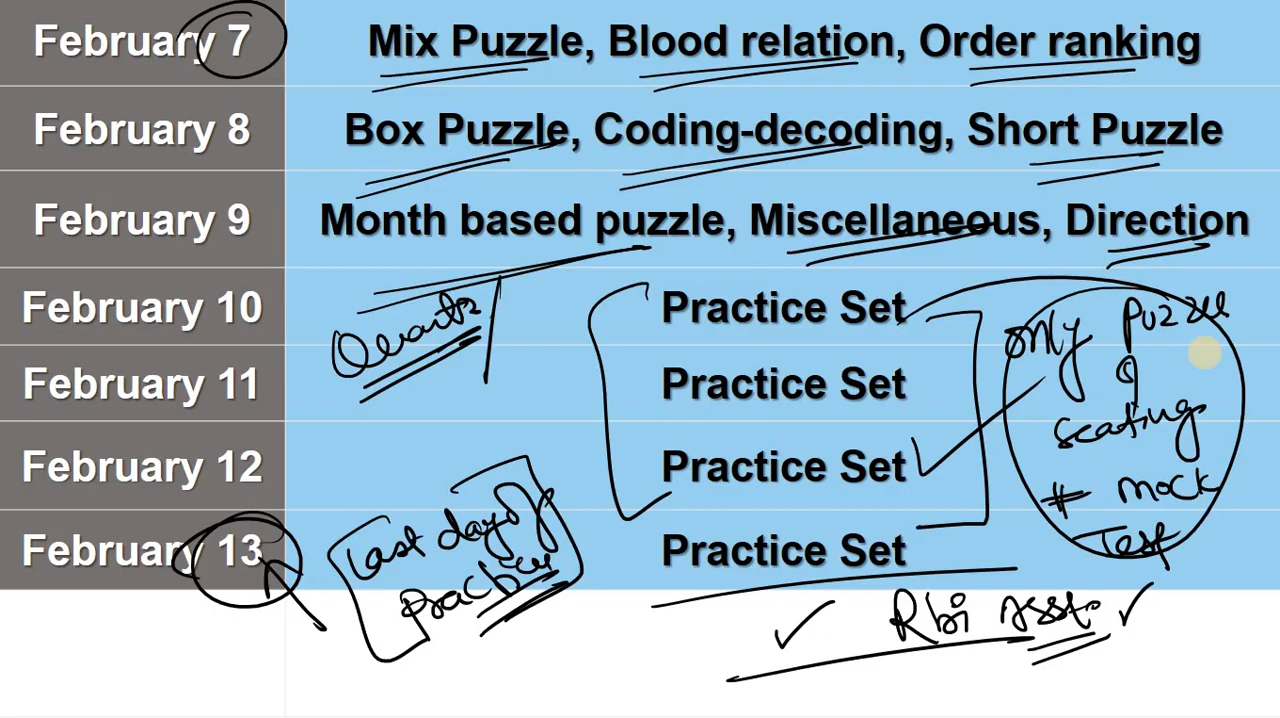 February 7 Mix Puzzle, Blood relation, Order ranking
February 8 Box Puzzle, Coding-decoding, Short Puzzle
February 9 Month based puzzle, Miscellaneous, Direction
February 10 Practice Set
February 11 Practice Set
February 12 Practice Set
February 13 Practice Set
Quants
only Puzzle
&
seating
# mock
Test
Last day of
practice
Rbi Asst.